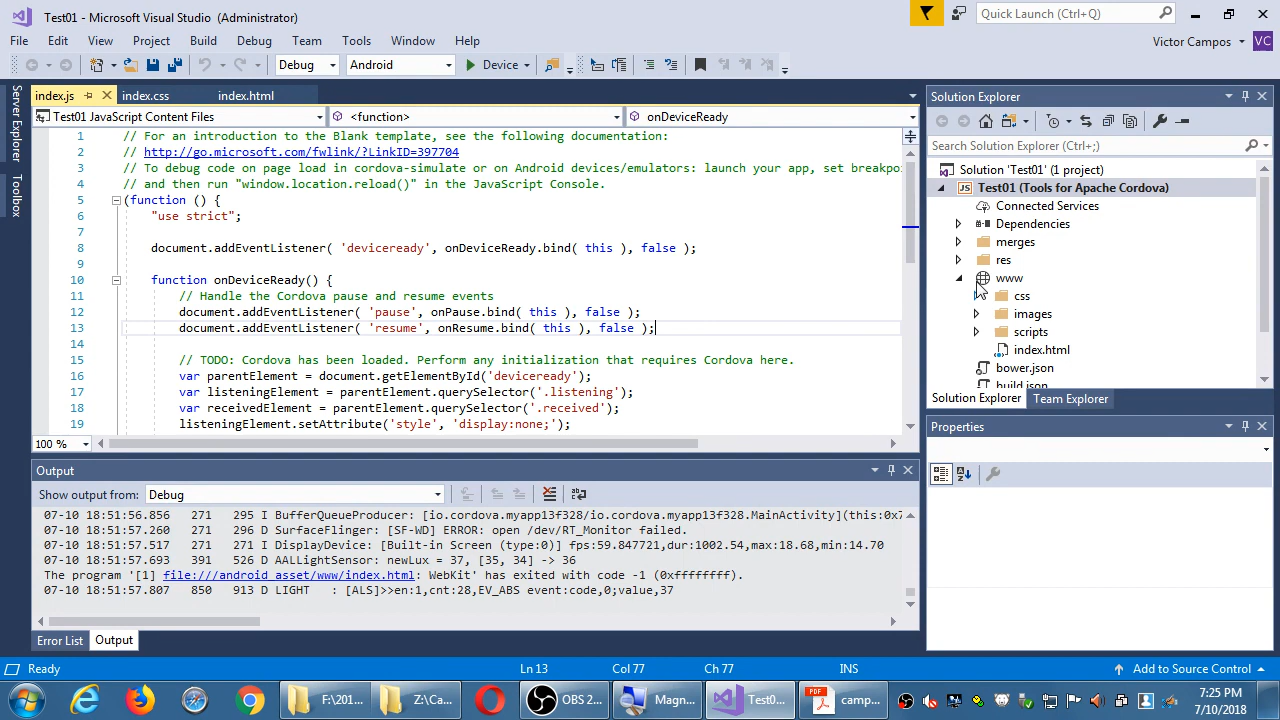 Test01 - Microsoft Visual Studio (Administrator)
Quick Launch (Ctrl+Q)
File Edit View Project Build Debug Team Tools Window Help
Victor Campos VC
Debug Android Device
Server Explorer
Toolbox
index.js index.css index.html
Test01 JavaScript Content Files <function> onDeviceReady
1 // For an introduction to the Blank template, see the following documentation:
2 // http://go.microsoft.com/fwlink/?LinkID=397704
3 // To debug code on page load in cordova-simulate or on Android devices/emulators: launch your app, set breakpo
4 // and then run "window.location.reload()" in the JavaScript Console.
5 (function () {
6 "use strict";
7
8 document.addEventListener( 'deviceready', onDeviceReady.bind( this ), false );
9
10 function onDeviceReady() {
11 // Handle the Cordova pause and resume events
12 document.addEventListener( 'pause', onPause.bind( this ), false );
13 document.addEventListener( 'resume', onResume.bind( this ), false );
14
15 // TODO: Cordova has been loaded. Perform any initialization that requires Cordova here.
16 var parentElement = document.getElementById('deviceready');
17 var listeningElement = parentElement.querySelector('.listening');
18 var receivedElement = parentElement.querySelector('.received');
19 listeningElement.setAttribute('style', 'display:none;');
100 %
Output
Show output from: Debug
07-10 18:51:56.856 271 295 I BufferQueueProducer: [io.cordova.myapp13f328/io.cordova.myapp13f328.MainActivity](this:0x7
07-10 18:51:57.260 296 D SurfaceFlinger: [SF-WD] ERROR: open /dev/RT_Monitor failed.
07-10 18:51:57.517 271 271 I DisplayDevice: [Built-in Screen (type:0)] fps:59.847721,dur:1002.54,max:18.68,min:14.70
07-10 18:51:57.693 391 526 D AALLightSensor: newLux = 37, [35, 34] -> 36
The program '[1] file:///android_asset/www/index.html: WebKit' has exited with code -1 (0xffffffff).
07-10 18:51:57.807 850 913 D LIGHT : [ALS]>>en:1,cnt:28,EV_ABS event:code,0;value,37
Error List Output
Solution Explorer
Search Solution Explorer (Ctrl+;)
Solution 'Test01' (1 project)
JS Test01 (Tools for Apache Cordova)
Connected Services
Dependencies
merges
res
www
css
images
scripts
index.html
bower.json
build.json
Solution Explorer Team Explorer
Properties
Ready Ln 13 Col 77 Ch 77 INS Add to Source Control
F:\201... Z:\Ca... OBS 2... Magn... Test0... PDF camp...
7:25 PM
7/10/2018